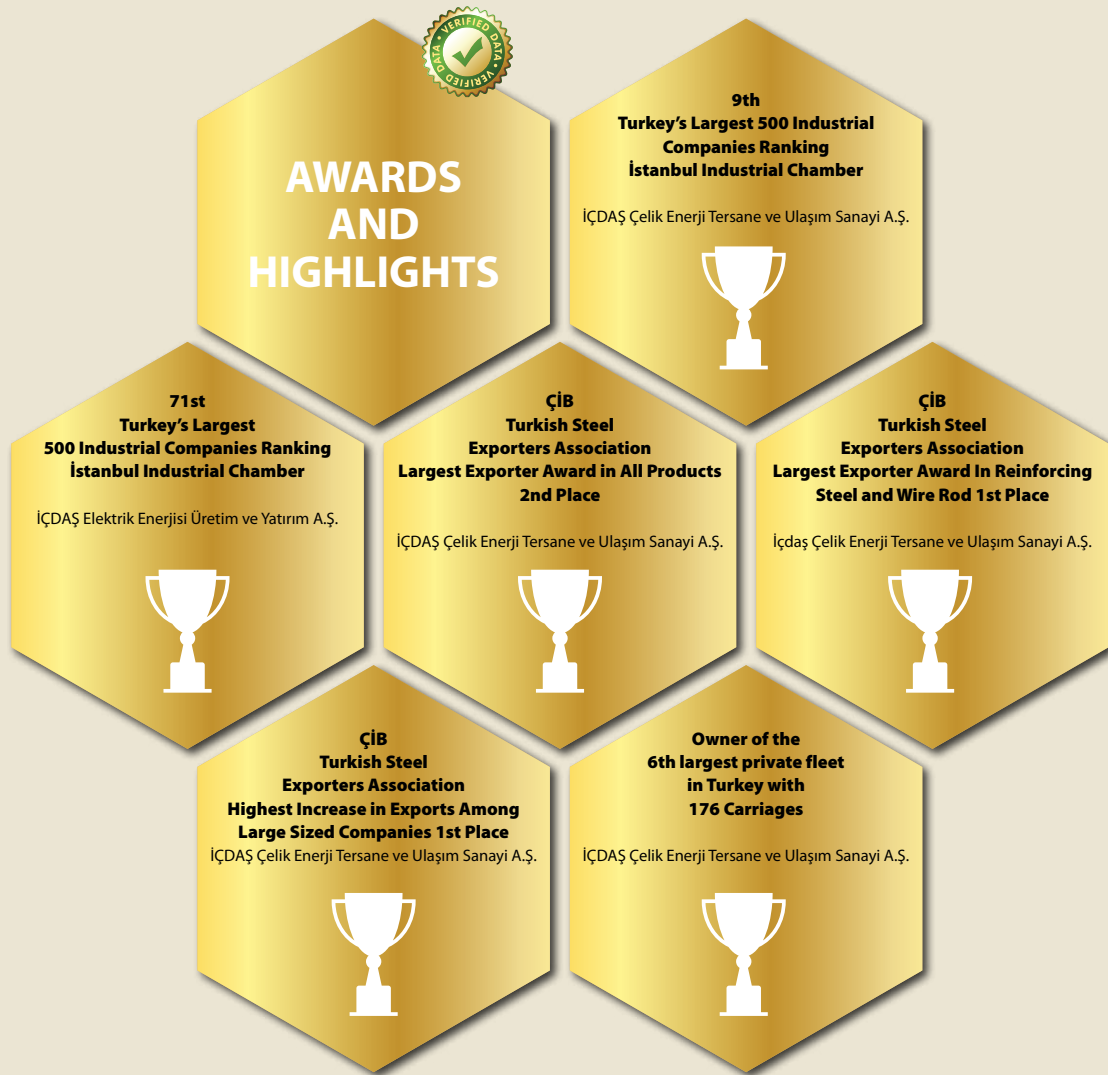 VERIFIED DATA • VERIFIED DATA •
AWARDS
AND
HIGHLIGHTS
9th
Turkey's Largest 500 Industrial
Companies Ranking
İstanbul Industrial Chamber
İÇDAŞ Çelik Enerji Tersane ve Ulaşım Sanayi A.Ş.
71st
Turkey's Largest
500 Industrial Companies Ranking
İstanbul Industrial Chamber
İÇDAŞ Elektrik Enerjisi Üretim ve Yatırım A.Ş.
ÇİB
Turkish Steel
Exporters Association
Largest Exporter Award in All Products
2nd Place
İÇDAŞ Çelik Enerji Tersane ve Ulaşım Sanayi A.Ş.
ÇİB
Turkish Steel
Exporters Association
Largest Exporter Award In Reinforcing
Steel and Wire Rod 1st Place
İçdaş Çelik Enerji Tersane ve Ulaşım Sanayi A.Ş.
ÇİB
Turkish Steel
Exporters Association
Highest Increase in Exports Among
Large Sized Companies 1st Place
İÇDAŞ Çelik Enerji Tersane ve Ulaşım Sanayi A.Ş.
Owner of the
6th largest private fleet
in Turkey with
176 Carriages
İÇDAŞ Çelik Enerji Tersane ve Ulaşım Sanayi A.Ş.